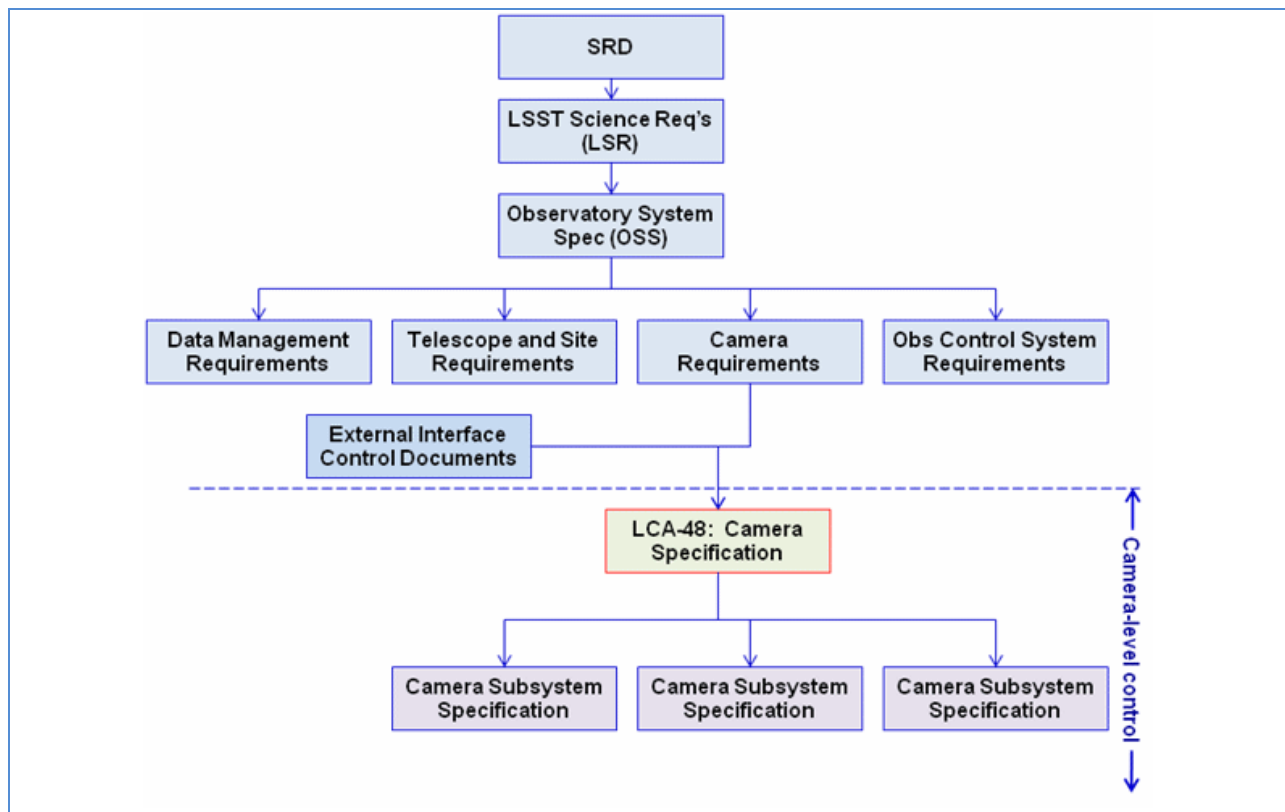 SRD
LSST Science Req's
(LSR)
Observatory System
Spec (OSS)
Data Management
Requirements
Telescope and Site
Requirements
Camera
Requirements
Obs Control System
Requirements
External Interface
Control Documents
LCA-48: Camera
Specification
Camera Subsystem
Specification
Camera Subsystem
Specification
Camera Subsystem
Specification
Camera-level control